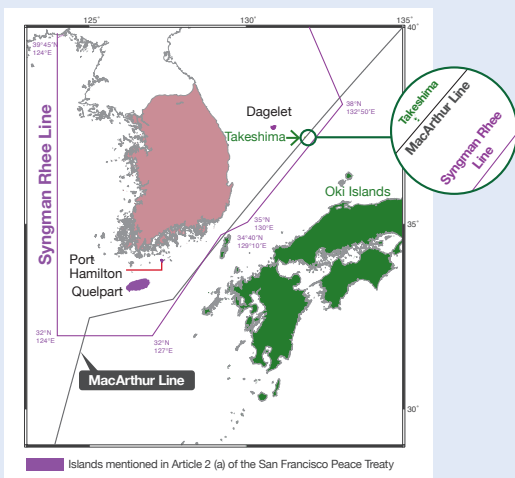 125°
130°
135°
40°
39°45'N
124°E
38°N
132°50'E
Dagelet
Takeshima
Takeshima
MacArthur Line
Syngman Rhee
Line
Syngman Rhee Line
Oki Islands
35°N
130°E
35°
34°40'N
129°10'E
Port
Hamilton
Quelpart
32°N
124°E
32°N
127°E
MacArthur Line
30°
Islands mentioned in Article 2 (a) of the San Francisco Peace Treaty